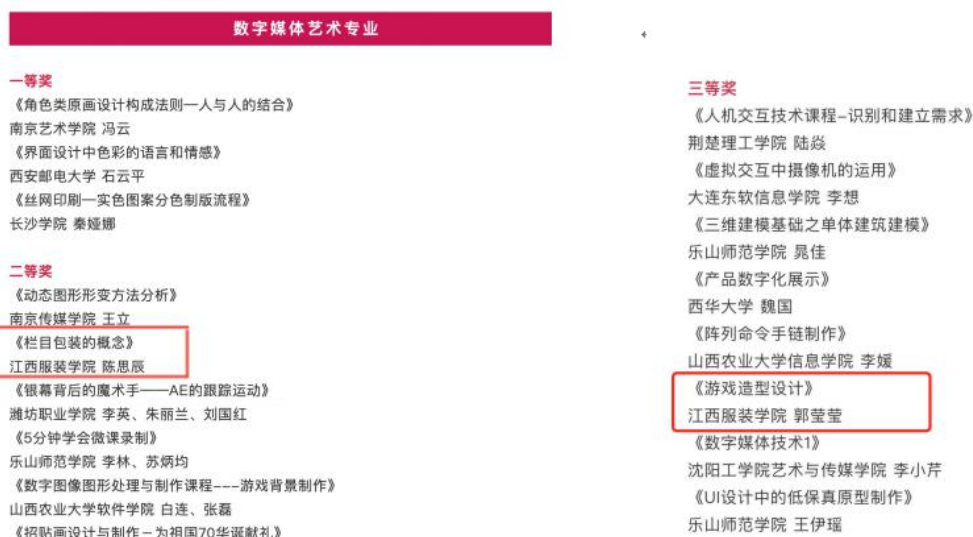 数字媒体艺术专业
一等奖
《角色类原画设计构成法则—人与人的结合》
南京艺术学院 冯云
《界面设计中色彩的语言和情感》
西安邮电大学 石云平
《丝网印刷—实色图案分色制版流程》
长沙学院 秦娅娜
二等奖
《动态图形形变方法分析》
南京传媒学院 王立
《栏目包装的概念》
江西服装学院 陈思辰
《银幕背后的魔术手——AE的跟踪运动》
潍坊职业学院 李英、朱丽兰、刘国红
《5分钟学会微课录制》
乐山师范学院 李林、苏炳均
《数字图像图形处理与制作课程---游戏背景制作》
山西农业大学软件学院 白连、张磊
《招贴画设计与制作－为祖国70华诞献礼》
三等奖
《人机交互技术课程–识别和建立需求》
荆楚理工学院 陆焱
《虚拟交互中摄像机的运用》
大连东软信息学院 李想
《三维建模基础之单体建筑建模》
乐山师范学院 晁佳
《产品数字化展示》
西华大学 魏国
《阵列命令手链制作》
山西农业大学信息学院 李媛
《游戏造型设计》
江西服装学院 郭莹莹
《数字媒体技术1》
沈阳工学院艺术与传媒学院 李小芹
《UI设计中的低保真原型制作》
乐山师范学院 王伊瑶